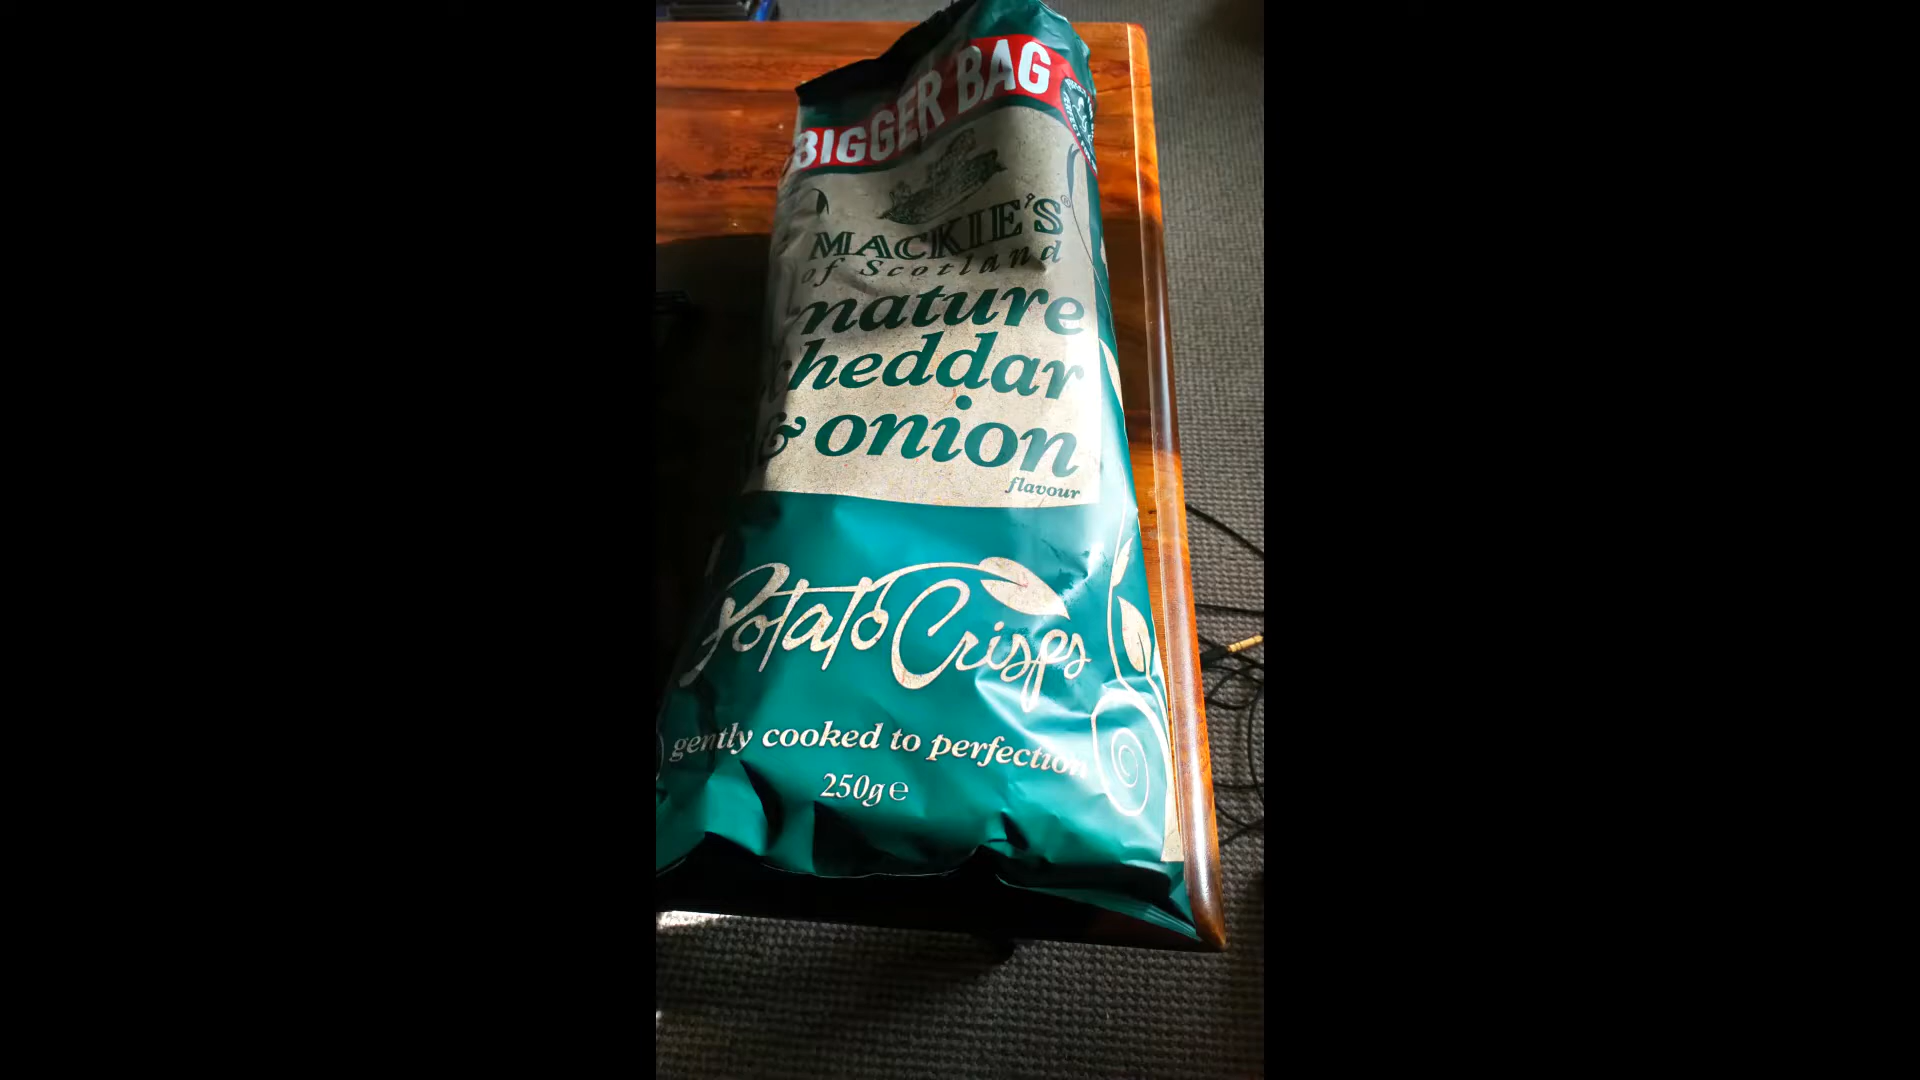 BIGGER BAG
MACKIE'S®
of Scotland
mature
cheddar
& onion
flavour
Potato Crisps
gently cooked to perfection
250g℮